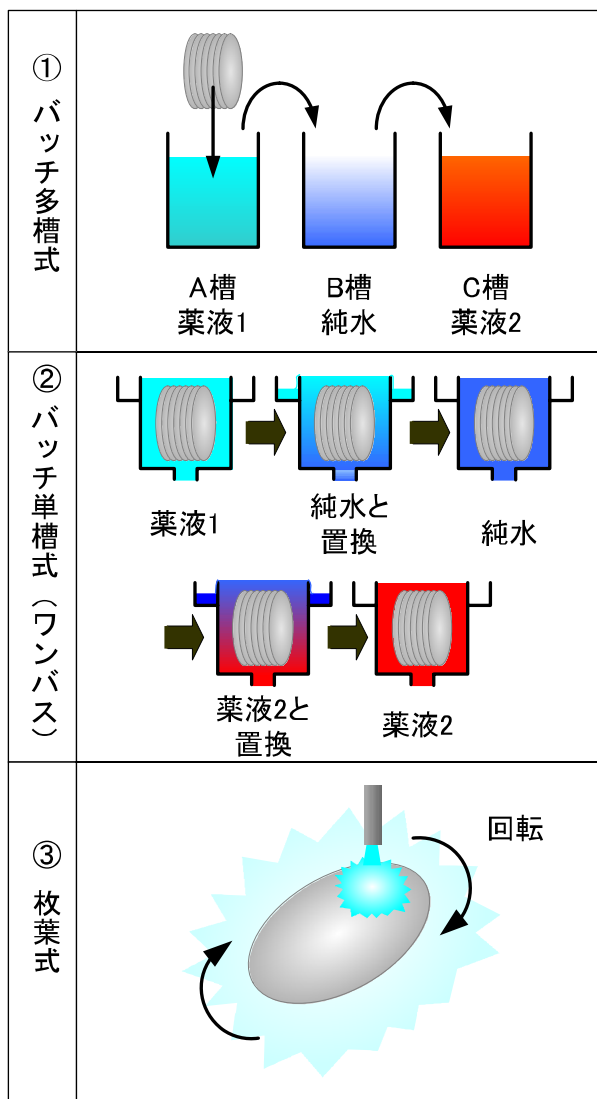 ① バッチ多槽式
A槽
薬液1
B槽
純水
C槽
薬液2
② バッチ単槽式（ワンバス）
薬液1
純水と
置換
純水
薬液2と
置換
薬液2
③ 枚葉式
回転